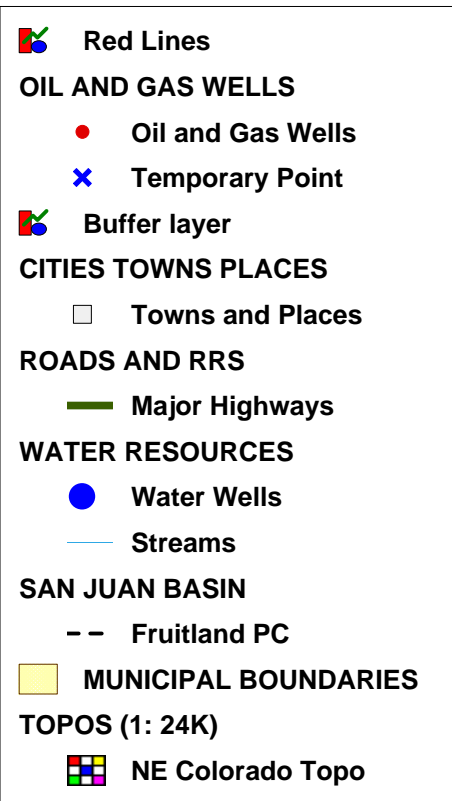 Red Lines
OIL AND GAS WELLS
Oil and Gas Wells
Temporary Point
Buffer layer
CITIES TOWNS PLACES
Towns and Places
ROADS AND RRS
Major Highways
WATER RESOURCES
Water Wells
Streams
SAN JUAN BASIN
Fruitland PC
MUNICIPAL BOUNDARIES
TOPOS (1: 24K)
NE Colorado Topo